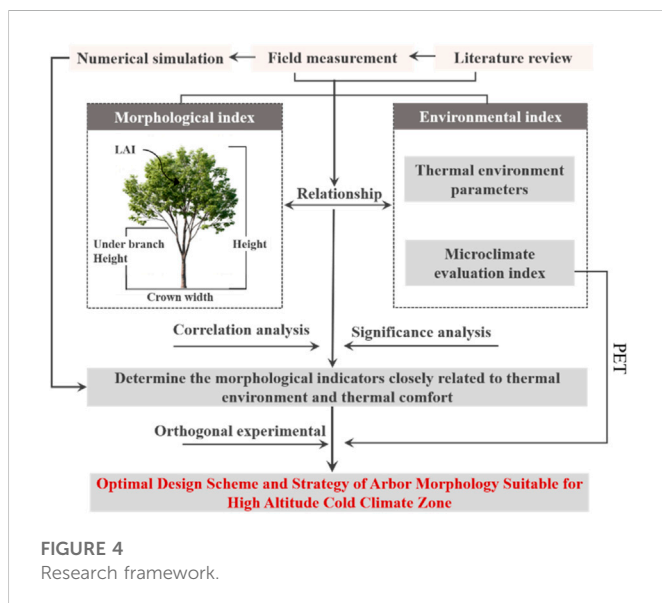 Numerical simulation
Field measurement
Literature review
Morphological index
Environmental index
LAI
Under branch
Height
Height
Crown width
Relationship
Thermal environment
parameters
Microclimate
evaluation index
Correlation analysis
Significance analysis
PET
Determine the morphological indicators closely related to thermal
environment and thermal comfort
Orthogonal experimental
Optimal Design Scheme and Strategy of Arbor Morphology Suitable for
High Altitude Cold Climate Zone
FIGURE 4
Research framework.